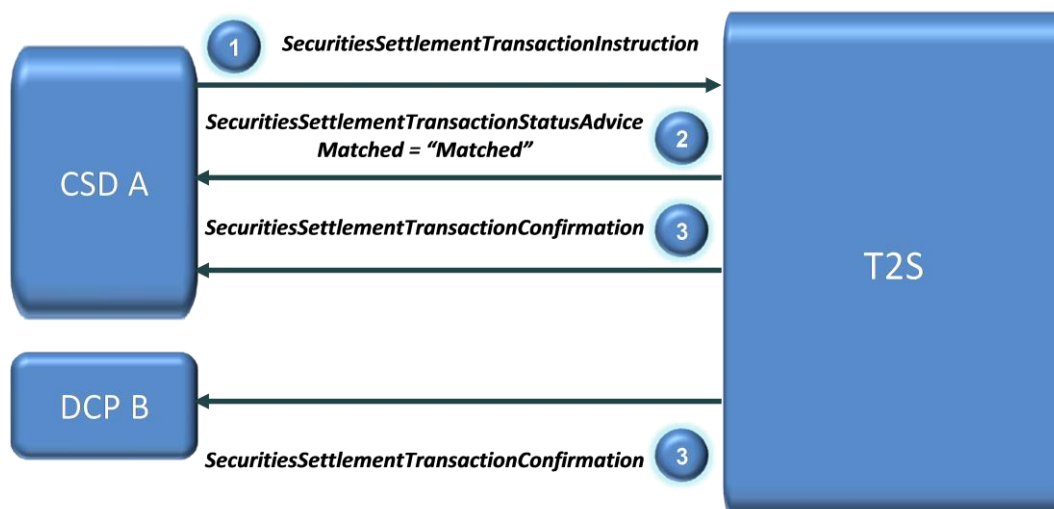 1
SecuritiesSettlementTransactionInstruction
SecuritiesSettlementTransactionStatusAdvice
Matched = “Matched”
2
CSD A
SecuritiesSettlementTransactionConfirmation
3
T2S
DCP B
SecuritiesSettlementTransactionConfirmation
3